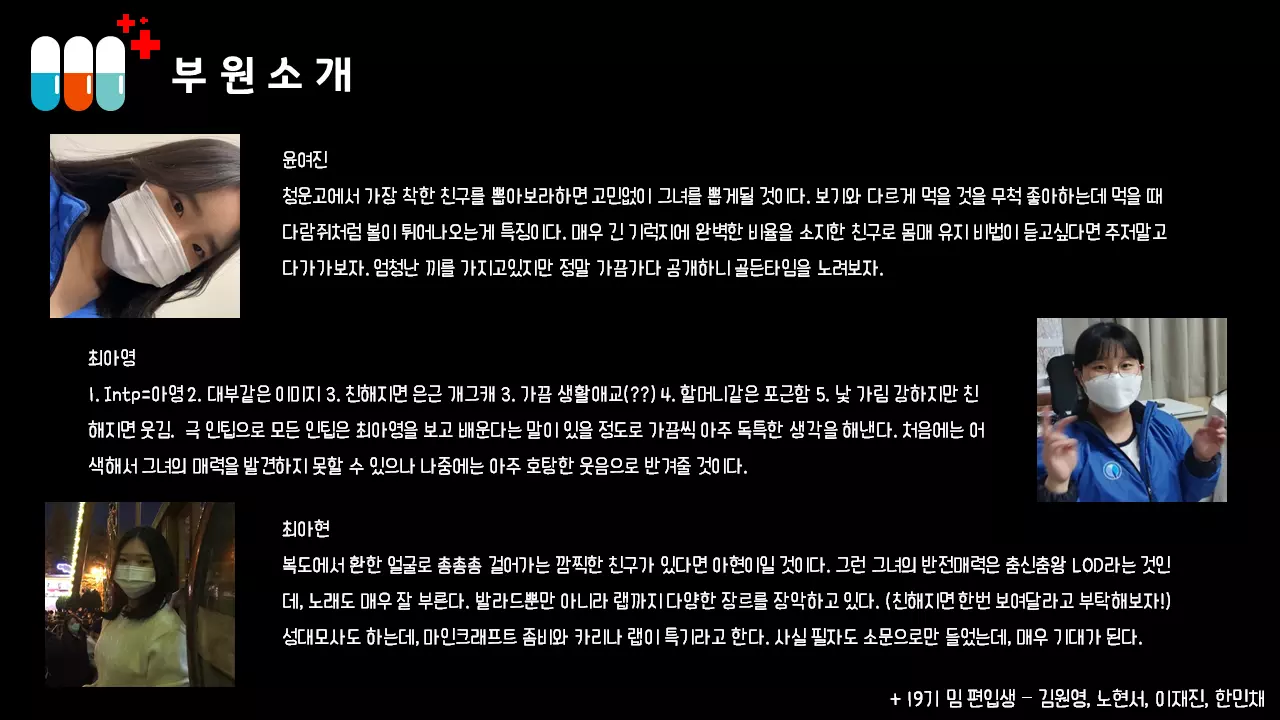 부원소개
윤여진
청운고에서 가장 착한 친구를 뽑아보라하면 고민없이 그녀를 뽑게될 것이다. 보기와 다르게 먹을 것을 무척 좋아하는데 먹을 때
다람쥐처럼 볼이 튀어나오는게 특징이다. 매우 긴 기럭지에 완벽한 비율을 소지한 친구로 몸매 유지 비법이 듣고싶다면 주저말고
다가가보자. 엄청난 끼를 가지고있지만 정말 가끔가다 공개하니 골든타임을 노려보자.
최아영
1. Intp=아영 2. 대부같은 이미지 3. 친해지면 은근 개그캐 3. 가끔 생활애교(??) 4. 할머니같은 포근함 5. 낯 가림 강하지만 친
해지면 웃김. 극 인팁으로 모든 인팁은 최아영을 보고 배운다는 말이 있을 정도로 가끔씩 아주 독특한 생각을 해낸다. 처음에는 어
색해서 그녀의 매력을 발견하지 못할 수 있으나 나중에는 아주 호탕한 웃음으로 반겨줄 것이다.
최아현
복도에서 환한 얼굴로 총총총 걸어가는 깜찍한 친구가 있다면 아현이일 것이다. 그런 그녀의 반전매력은 춤신춤왕 LOD라는 것인
데, 노래도 매우 잘 부른다. 발라드뿐만 아니라 랩까지 다양한 장르를 장악하고 있다. (친해지면 한번 보여달라고 부탁해보자!)
성대모사도 하는데, 마인크래프트 좀비와 카리나 랩이 특기라고 한다. 사실 필자도 소문으로만 들었는데, 매우 기대가 된다.
+ 19기 밈 편입생 - 김원영, 노현서, 이재진, 한민채